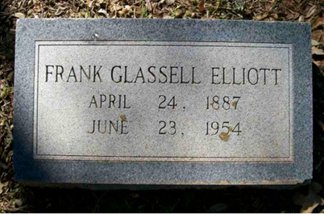 FRANK GLASSELL ELLIOTT
APRIL 24, 1887
JUNE 23, 1954